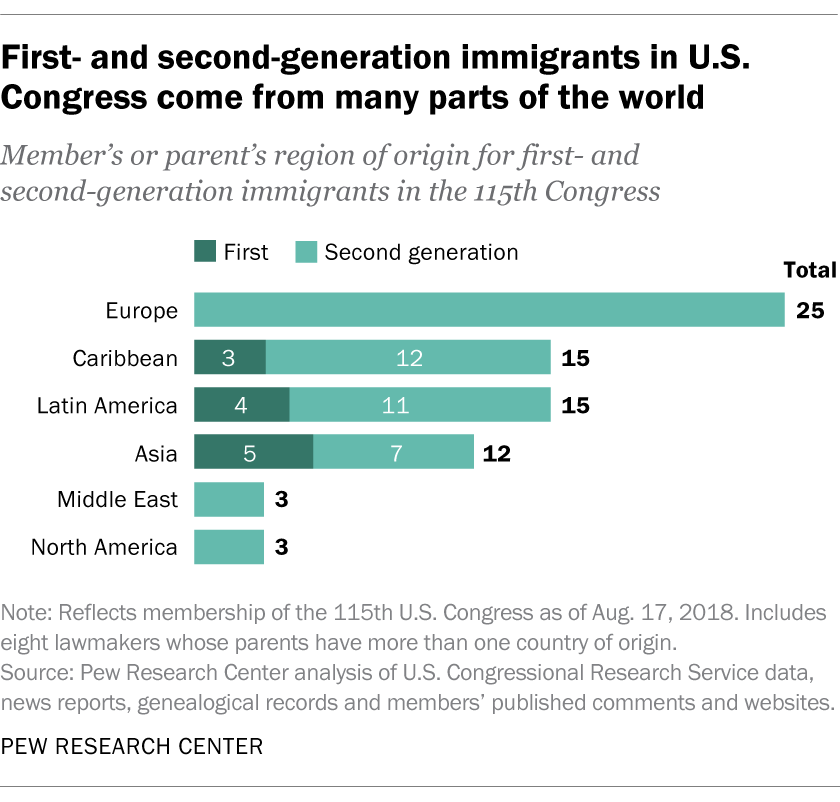 First- and second-generation immigrants in U.S.
Congress come from many parts of the world
Member's or parent's region of origin for first- and
second-generation immigrants in the 115th Congress
First Second generation
Total
Europe 25
Caribbean 3 12 15
Latin America 4 11 15
Asia 5 7 12
Middle East 3
North America 3
Note: Reflects membership of the 115th U.S. Congress as of Aug. 17, 2018. Includes
eight lawmakers whose parents have more than one country of origin.
Source: Pew Research Center analysis of U.S. Congressional Research Service data,
news reports, genealogical records and members' published comments and websites.
PEW RESEARCH CENTER